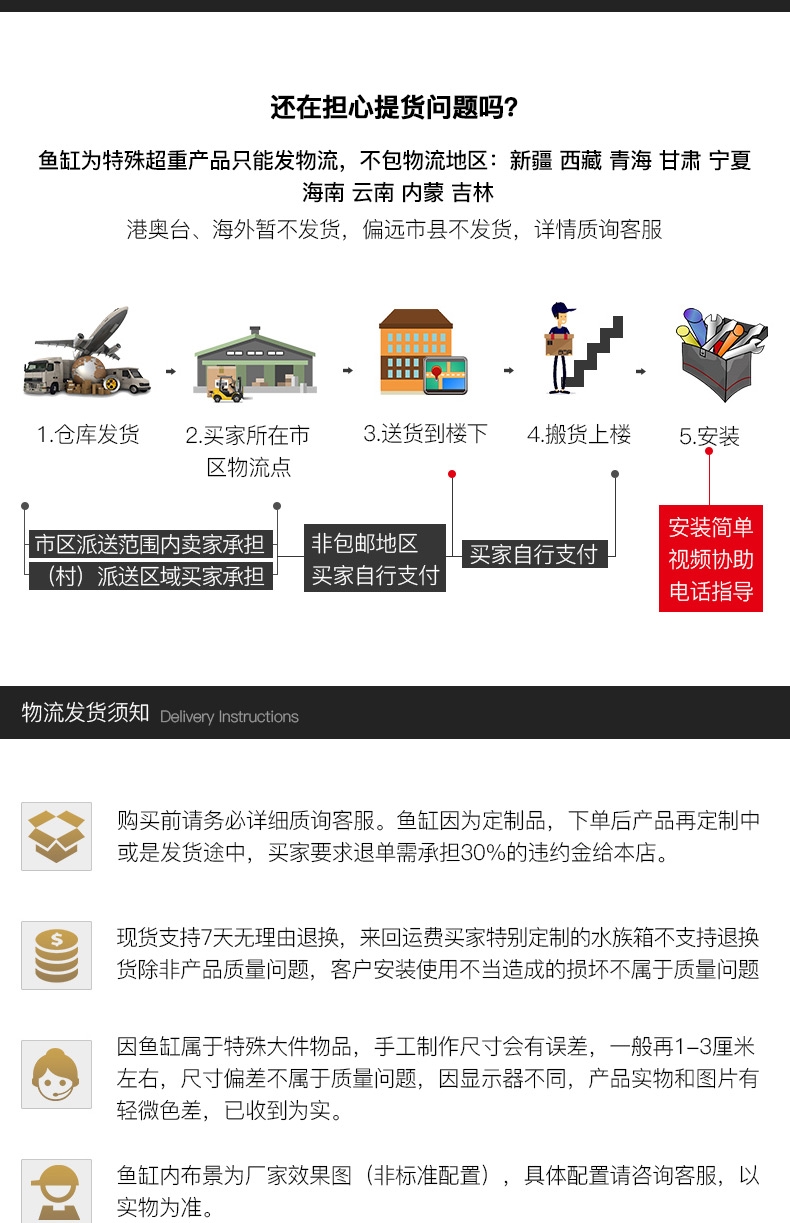 还在担心提货问题吗?
鱼缸为特殊超重产品只能发物流，不包物流地区：新疆 西藏 青海 甘肃 宁夏
海南 云南 内蒙 吉林
港奥台、海外暂不发货，偏远市县不发货，详情质询客服
1.仓库发货
2.买家所在市
区物流点
3.送货到楼下
4.搬货上楼
5.安装
市区派送范围内卖家承担
（村）派送区域买家承担
非包邮地区
买家自行支付
买家自行支付
安装简单
视频协助
电话指导
物流发货须知 Delivery Instructions
购买前请务必详细质询客服。鱼缸因为定制品，下单后产品再定制中
或是发货途中，买家要求退单需承担30%的违约金给本店。
$
现货支持7天无理由退换，来回运费买家特别定制的水族箱不支持退换
货除非产品质量问题，客户安装使用不当造成的损坏不属于质量问题
因鱼缸属于特殊大件物品，手工制作尺寸会有误差，一般再1-3厘米
左右，尺寸偏差不属于质量问题，因显示器不同，产品实物和图片有
轻微色差，已收到为实。
鱼缸内布景为厂家效果图（非标准配置），具体配置请咨询客服，以
实物为准。